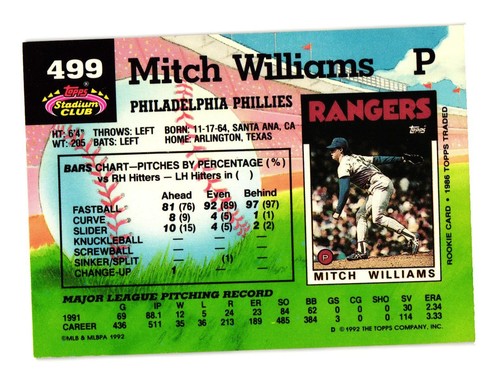 499
Mitch Williams P
Topps
Stadium
CLUB
PHILADELPHIA PHILLIES
HT: 6'4" THROWS: LEFT BORN: 11-17-64, SANTA ANA, CA
WT: 205 BATS: LEFT HOME: ARLINGTON, TEXAS
BARS CHART—PITCHES BY PERCENTAGE (%)
vs RH Hitters — LH Hitters in ( )
Ahead Even Behind
FASTBALL 81 (76) 92 (89) 97 (97)
CURVE 8 (9) 4 (5) 1 (1)
SLIDER 10 (15) 4 (5) 2 (2)
KNUCKLEBALL — — —
SCREWBALL — — —
SINKER/SPLIT — (1) —
CHANGE-UP 1 — —
RANGERS
Topps
P
MITCH WILLIAMS
ROOKIE CARD • 1986 TOPPS TRADED
MAJOR LEAGUE PITCHING RECORD
G IP W L R ER SO BB GS CG SHO SV ERA
1991 69 88.1 12 5 24 23 84 62 0 0 0 30 2.34
CAREER 436 511 35 36 213 189 485 384 3 0 0 114 3.33
©MLB & MLBPA 1992
D ©1992 THE TOPPS COMPANY, INC.